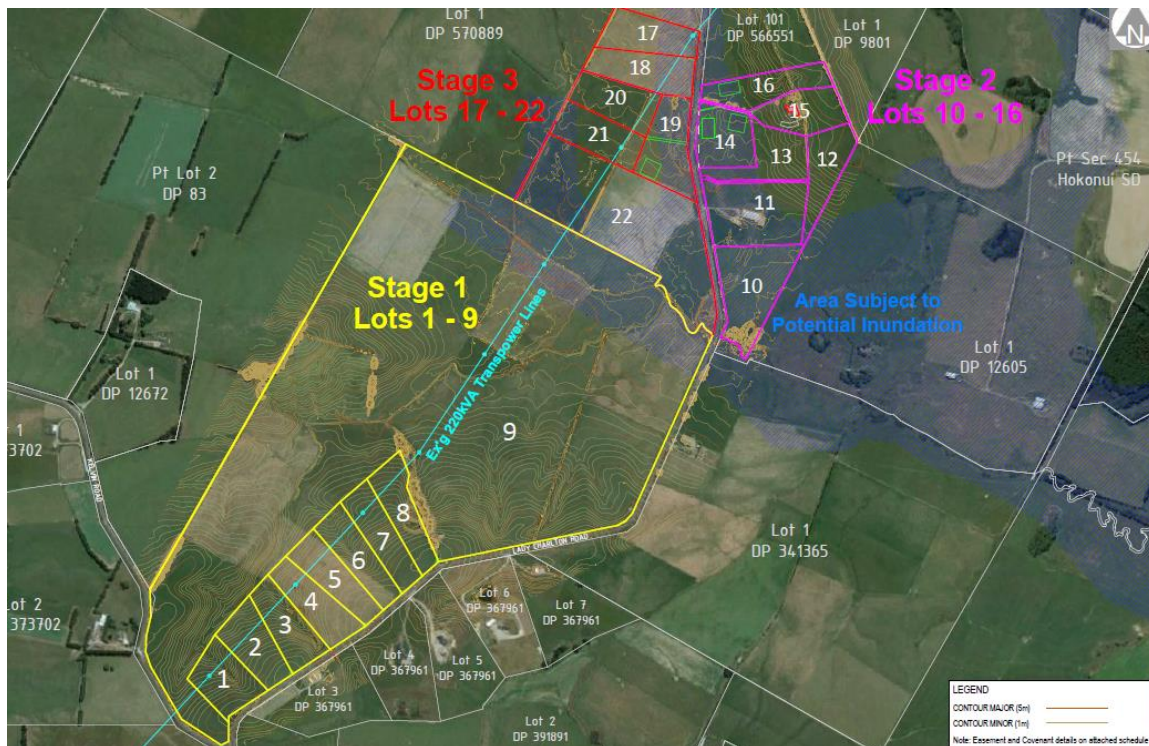 Lot 1
DP 570889
17
Lot 101
DP 566551
Lot 1
DP 9801
N
18
Stage 3
Lots 17 - 22
20
19
21
16
Stage 2
Lots 10 - 16
15
14
13
12
Pt Lot 2
DP 83
Pt Sec 454
Hokonui SD
11
22
10
Stage 1
Lots 1 - 9
Area Subject to
Potential Inundation
Ex'g 220kVA Transpower Lines
Lot 1
DP 12672
Lot 1
DP 12605
9
1
3702
8
7
6
5
4
3
2
1
LADY CHARLTON ROAD
Lot 1
DP 341365
Lot 2
373702
Lot 6
DP 367961
Lot 7
DP 367961
Lot 4
DP 367961
Lot 5
DP 367961
Lot 3
DP 367961
Lot 2
DP 391891
LEGEND
CONTOUR MAJOR (5m)
CONTOUR MINOR (1m)
Note: Easement and Covenant details on attached schedule